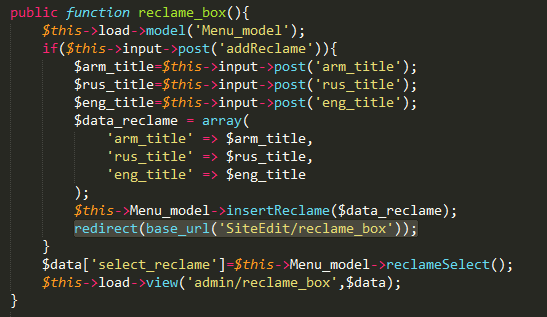 public function reclame_box(){
    $this->load->model('Menu_model');
    if($this->input->post('addReclame')){
        $arm_title=$this->input->post('arm_title');
        $rus_title=$this->input->post('rus_title');
        $eng_title=$this->input->post('eng_title');
        $data_reclame = array(
            'arm_title' => $arm_title,
            'rus_title' => $rus_title,
            'eng_title' => $eng_title
        );
        $this->Menu_model->insertReclame($data_reclame);
        redirect(base_url('SiteEdit/reclame_box'));
    }
    $data['select_reclame']=$this->Menu_model->reclameSelect();
    $this->load->view('admin/reclame_box',$data);
}